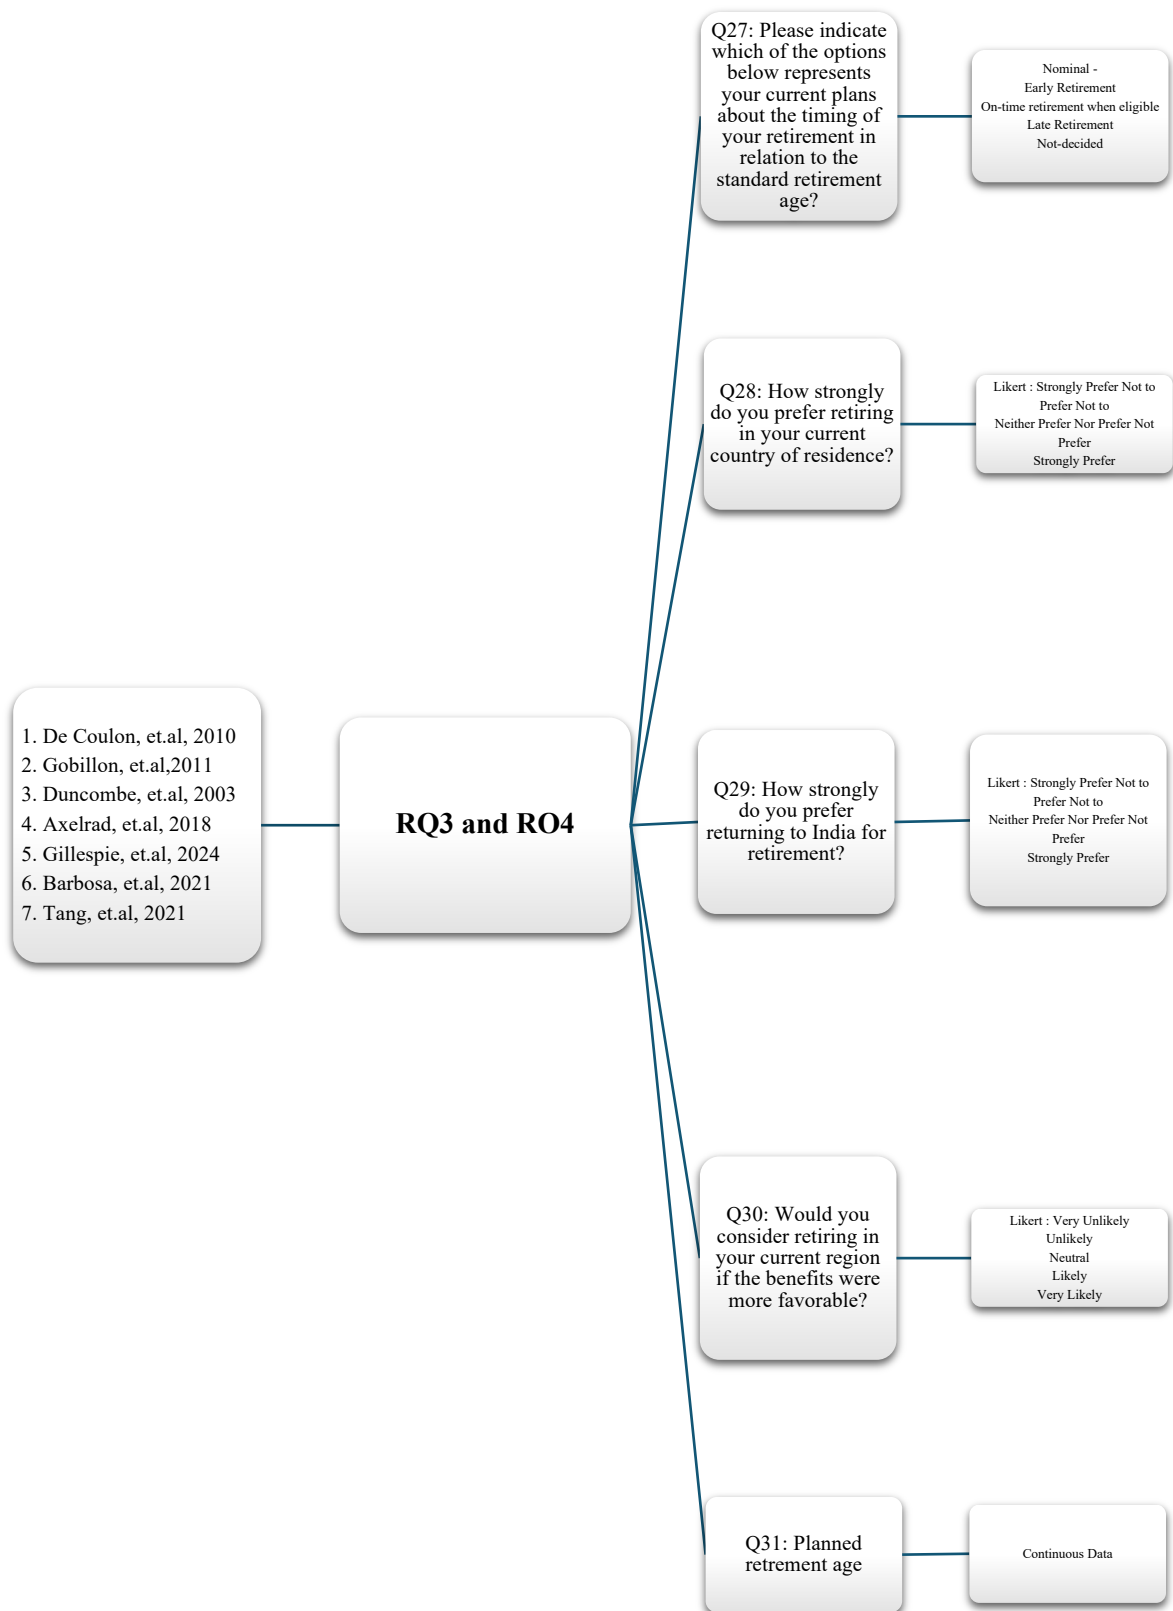 1. De Coulon, et.al, 2010
2. Gobillon, et.al,2011
3. Duncombe, et.al, 2003
4. Axelrad, et.al, 2018
5. Gillespie, et.al, 2024
6. Barbosa, et.al, 2021
7. Tang, et.al, 2021
RQ3 and RO4
Q27: Please indicate
which of the options
below represents
your current plans
about the timing of
your retirement in
relation to the
standard retirement
age?
Nominal -
Early Retirement
On-time retirement when eligible
Late Retirement
Not-decided
Q28: How strongly
do you prefer retiring
in your current
country of residence?
Likert : Strongly Prefer Not to
Prefer Not to
Neither Prefer Nor Prefer Not
Prefer
Strongly Prefer
Q29: How strongly
do you prefer
returning to India for
retirement?
Likert : Strongly Prefer Not to
Prefer Not to
Neither Prefer Nor Prefer Not
Prefer
Strongly Prefer
Q30: Would you
consider retiring in
your current region
if the benefits were
more favorable?
Likert : Very Unlikely
Unlikely
Neutral
Likely
Very Likely
Q31: Planned
retrement age
Continuous Data